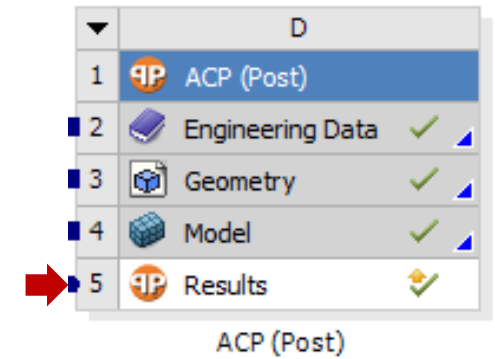 D
1 ACP (Post)
2 Engineering Data
3 Geometry
4 Model
5 Results
ACP (Post)